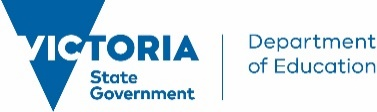 VICTORIA
State
Government
Department
of Education